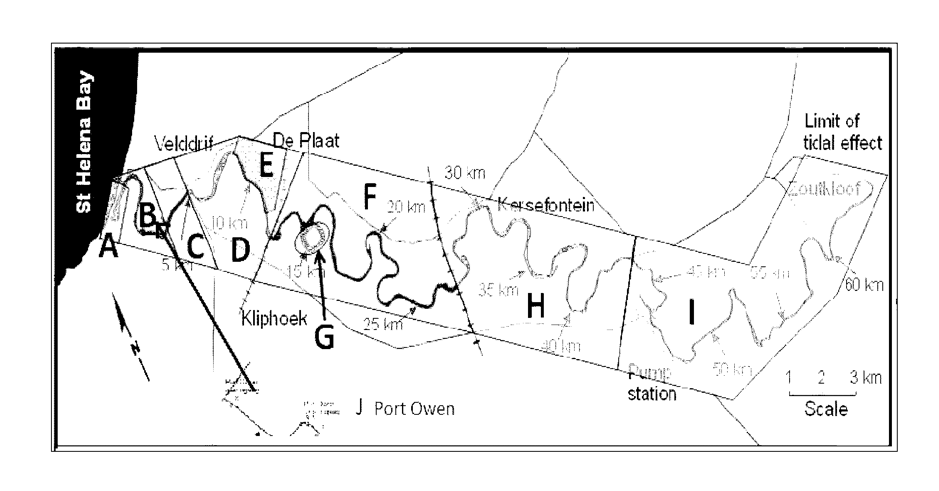 St Helena Bay
Velddrif
De Plaat
Limit of
tidal effect
E
F
30 km
Zoutkloof
20 km
Kersefontein
B
A
C
D
10 km
5 km
15 km
45 km
55 km
60 km
35 km
H
I
Kliphoek
G
25 km
40 km
50 km
Pump
station
1 2 3 km
Scale
N
J Port Owen